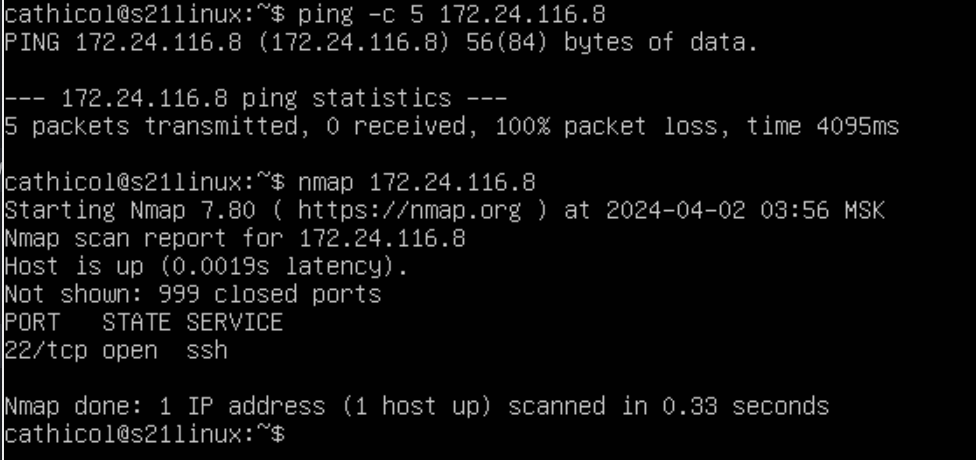 cathicol@s21linux:~$ ping -c 5 172.24.116.8
PING 172.24.116.8 (172.24.116.8) 56(84) bytes of data.
--- 172.24.116.8 ping statistics ---
5 packets transmitted, 0 received, 100% packet loss, time 4095ms
cathicol@s21linux:~$ nmap 172.24.116.8
Starting Nmap 7.80 ( https://nmap.org ) at 2024-04-02 03:56 MSK
Nmap scan report for 172.24.116.8
Host is up (0.0019s latency).
Not shown: 999 closed ports
PORT   STATE SERVICE
22/tcp open  ssh
Nmap done: 1 IP address (1 host up) scanned in 0.33 seconds
cathicol@s21linux:~$